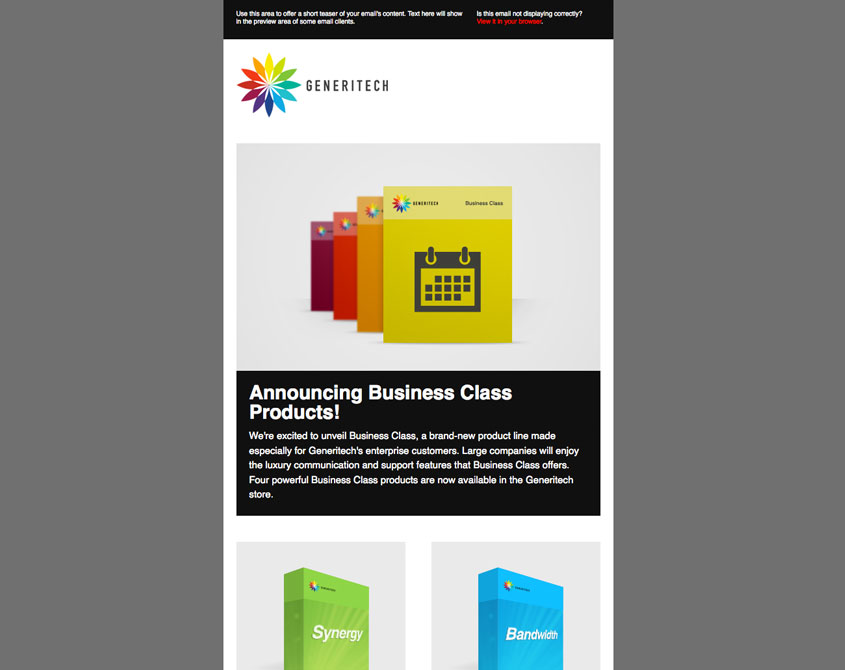 Use this area to offer a short teaser of your email's content. Text here will show
in the preview area of some email clients.
Is this email not displaying correctly?
View it in your browser.
GENERITECH
GENERITECH
Business Class
Announcing Business Class
Products!
We're excited to unveil Business Class, a brand-new product line made
especially for Generitech's enterprise customers. Large companies will enjoy
the luxury communication and support features that Business Class offers.
Four powerful Business Class products are now available in the Generitech
store.
GENERITECH
Synergy
GENERITECH
Bandwidth